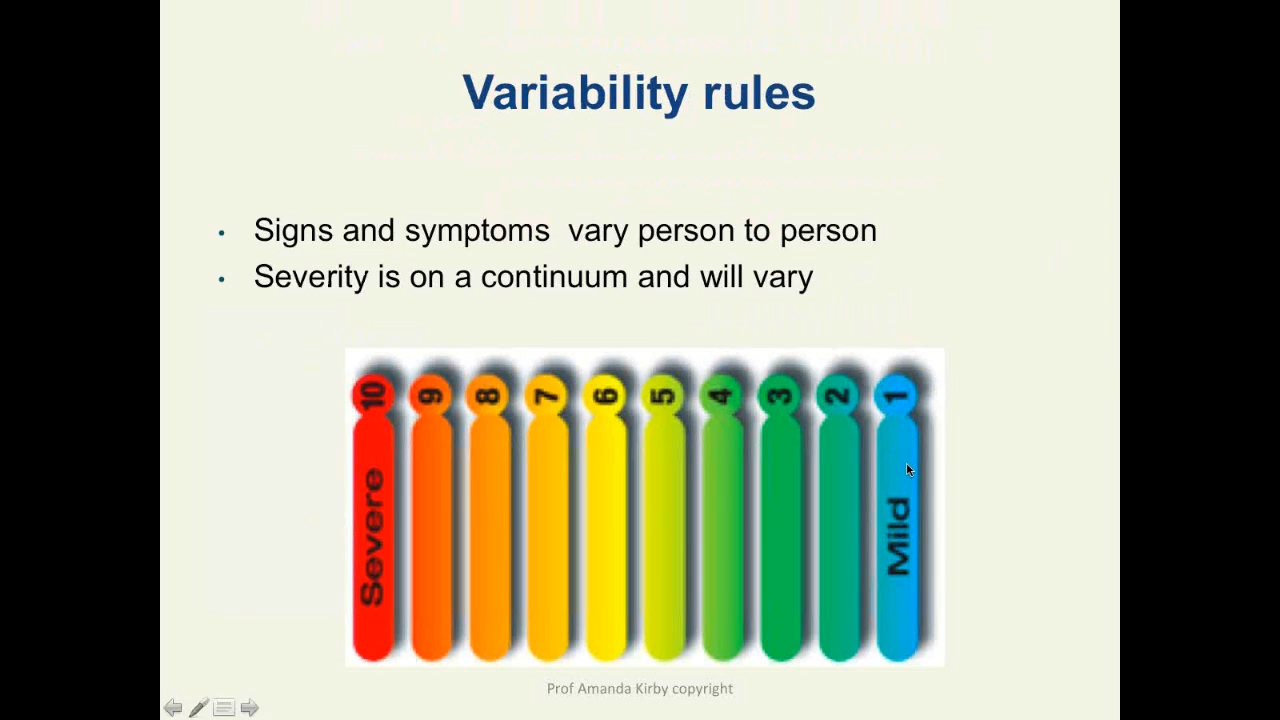 Variability rules
• Signs and symptoms  vary person to person
• Severity is on a continuum and will vary
10 9 8 7 6 5 4 3 2 1
Severe Mild
Prof Amanda Kirby copyright